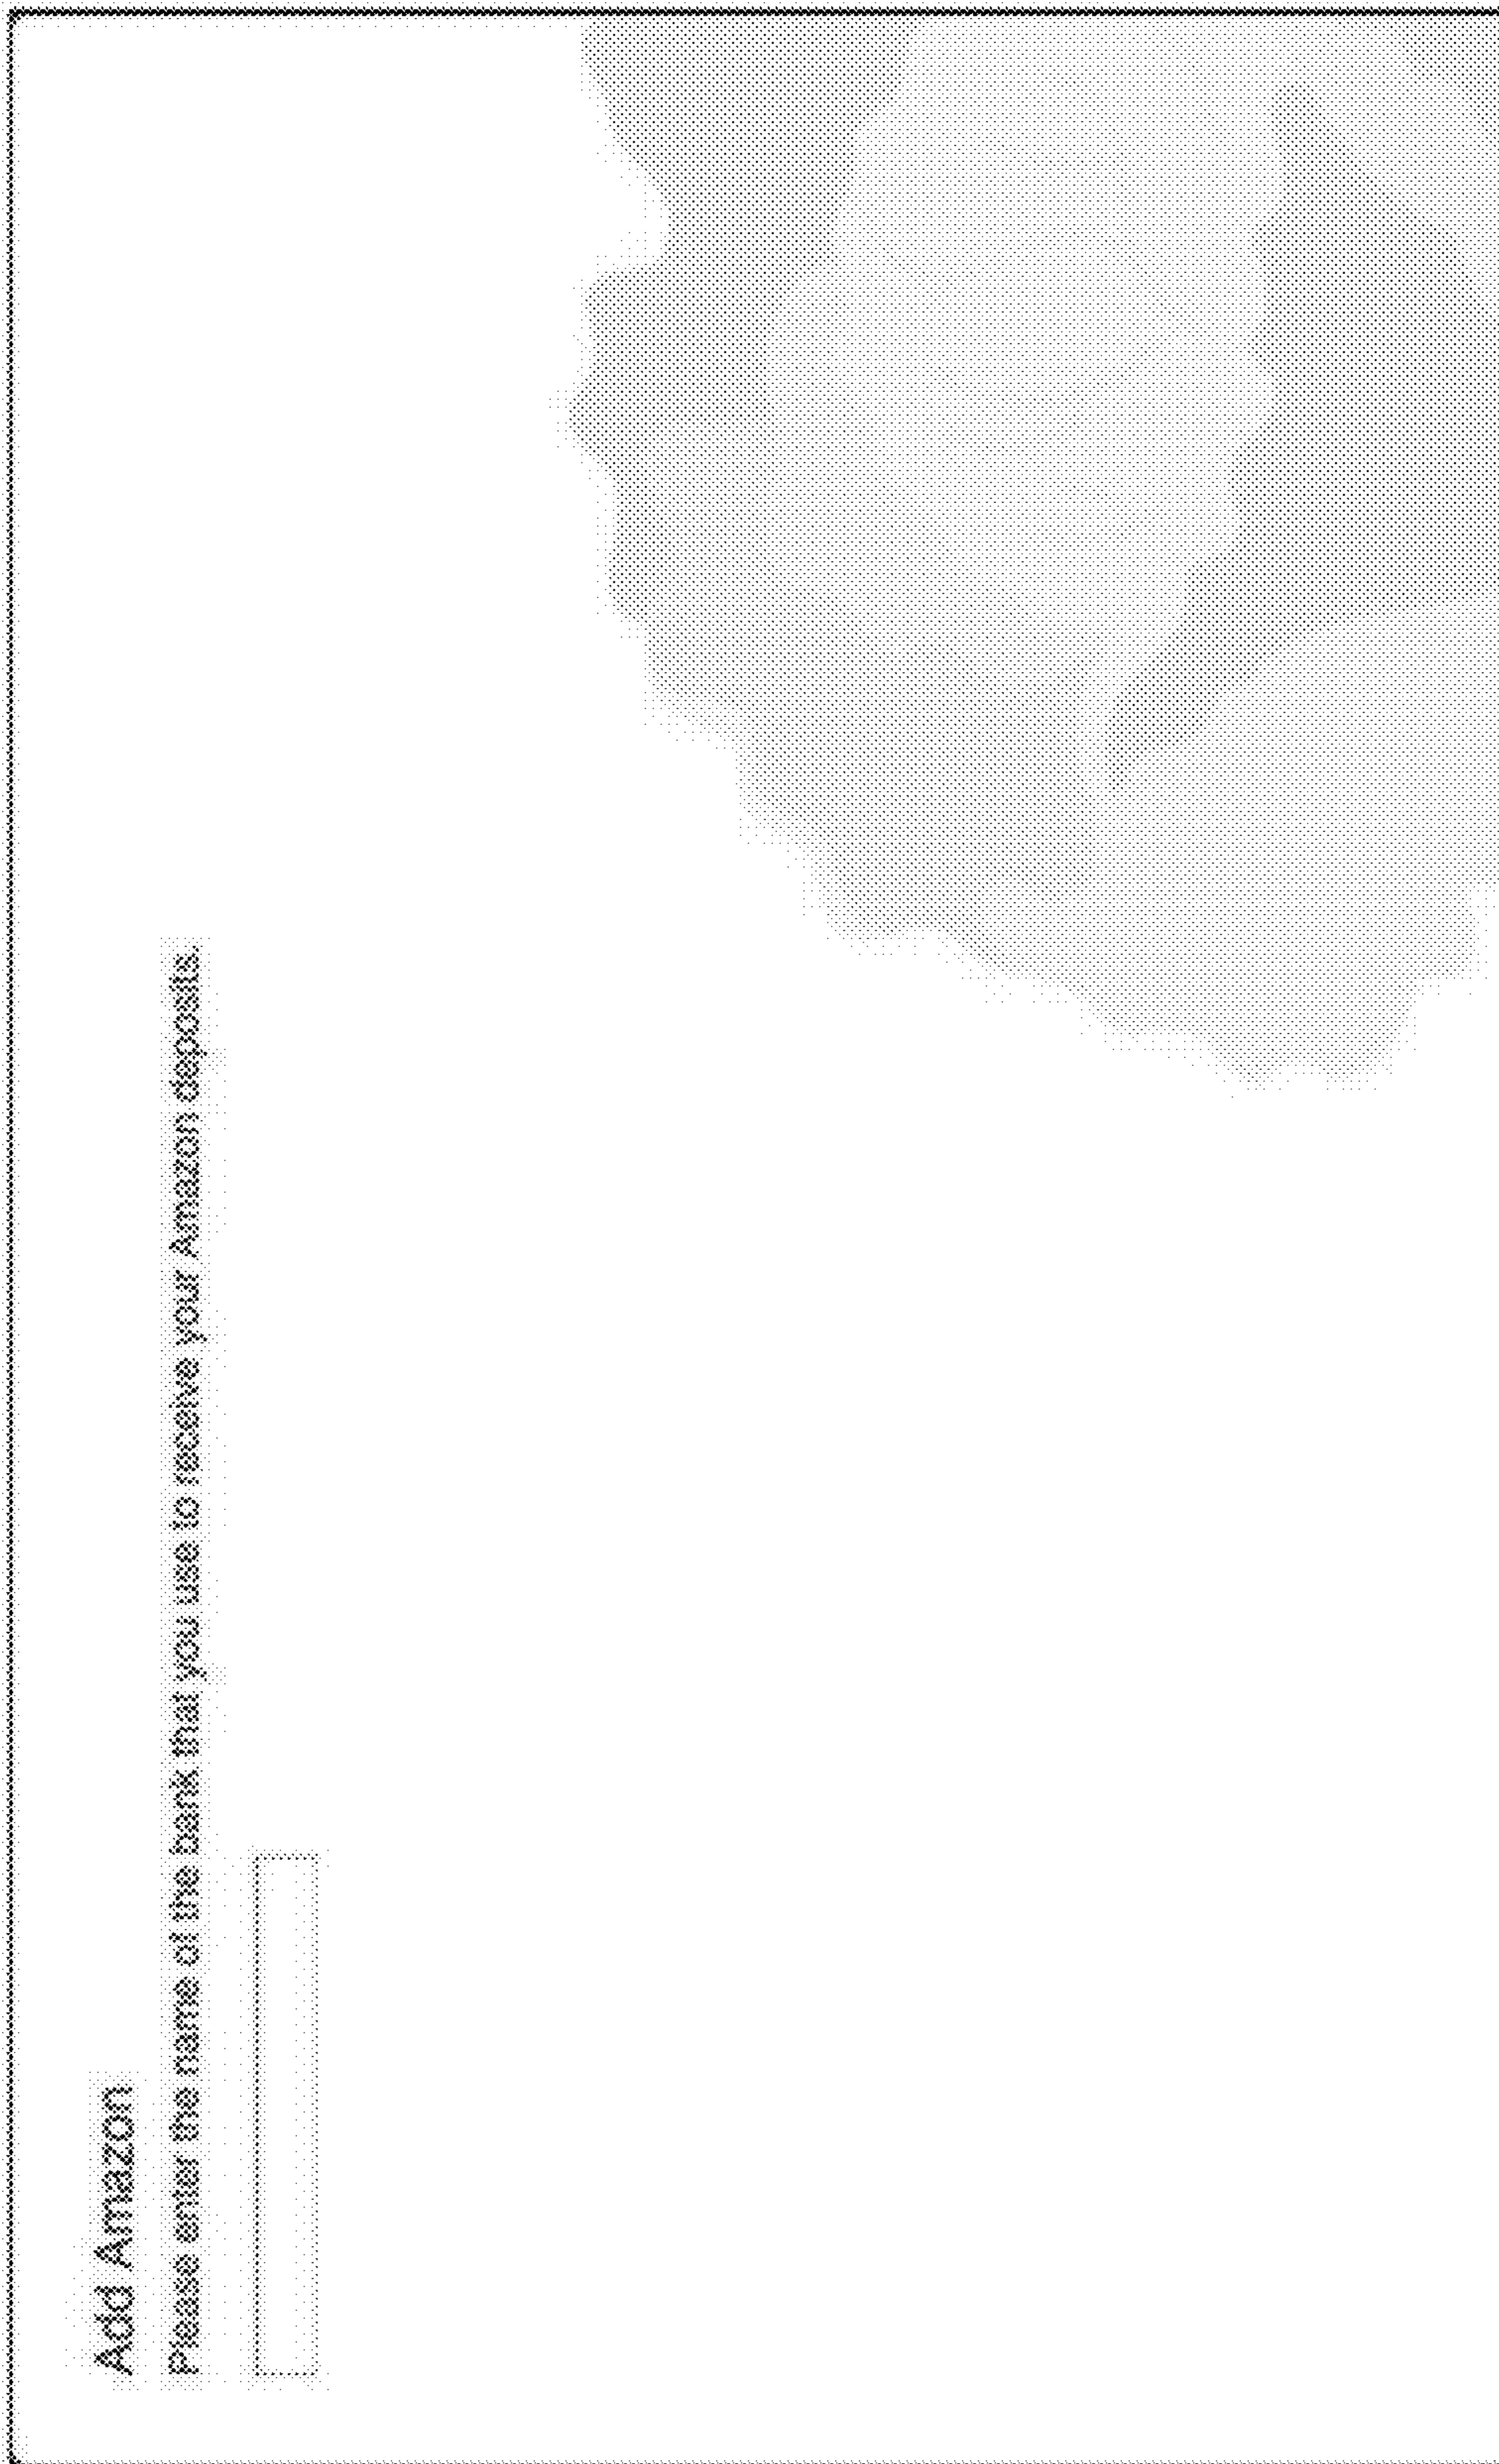 Add Amazon
Please enter the name of the bank that you use to receive your Amazon deposits.